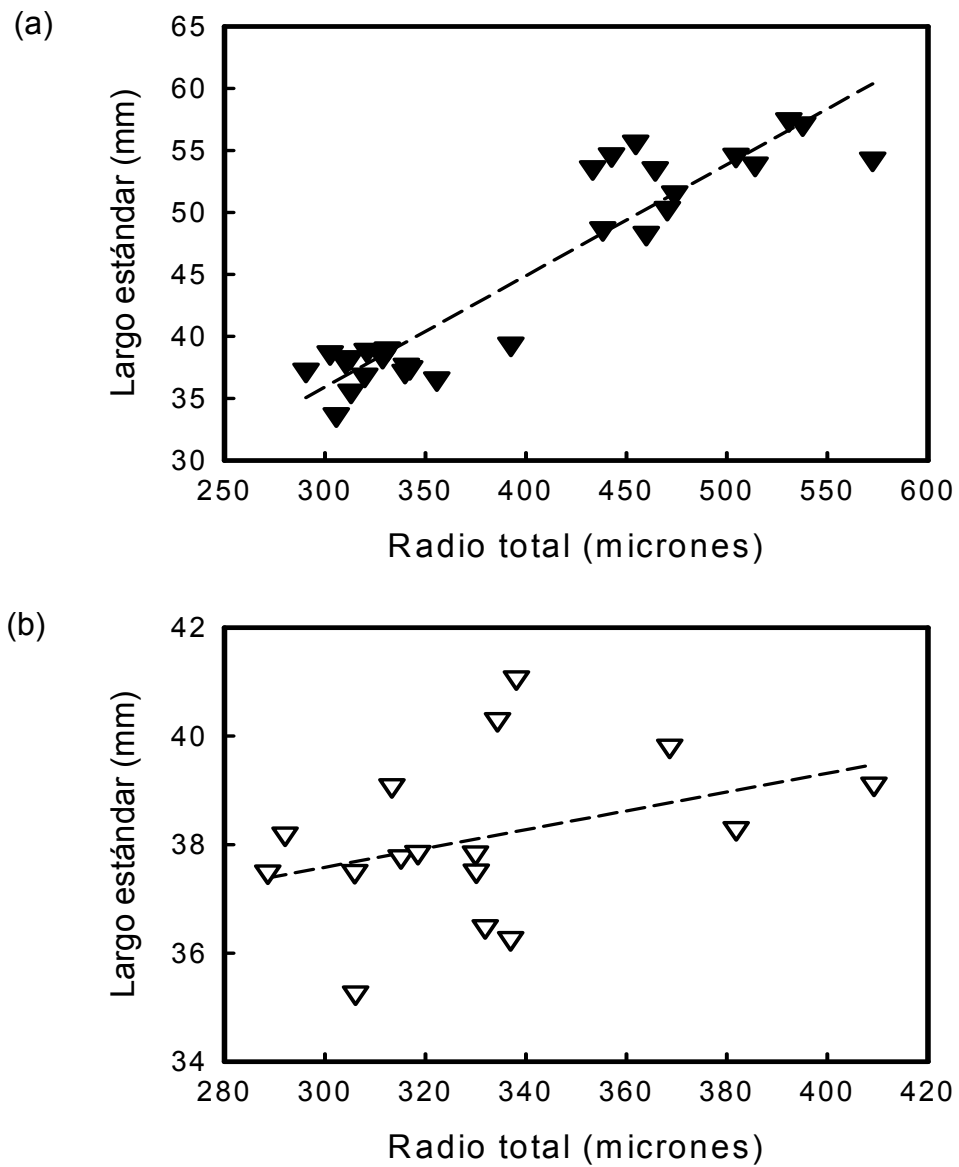 (a)
65
60
55
50
45
40
35
30
Largo estándar (mm)
250 300 350 400 450 500 550 600
Radio total (micrones)
(b)
42
40
38
36
34
Largo estándar (mm)
280 300 320 340 360 380 400 420
Radio total (micrones)